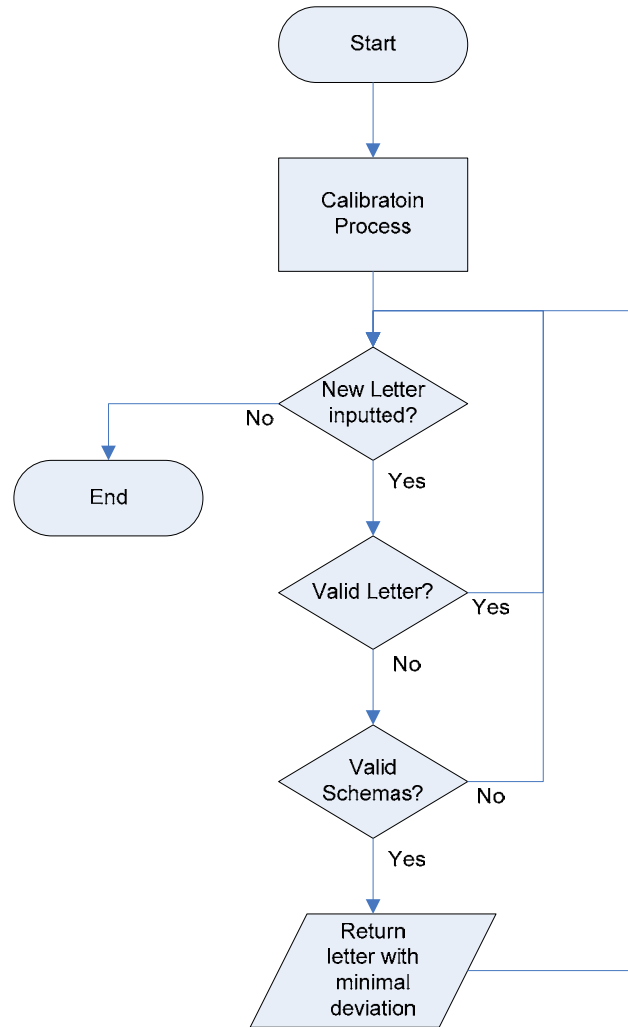 Start
Calibratoin
Process
New Letter
inputted?
No
Yes
End
Valid Letter?
Yes
No
Valid
Schemas?
No
Yes
Return
letter with
minimal
deviation